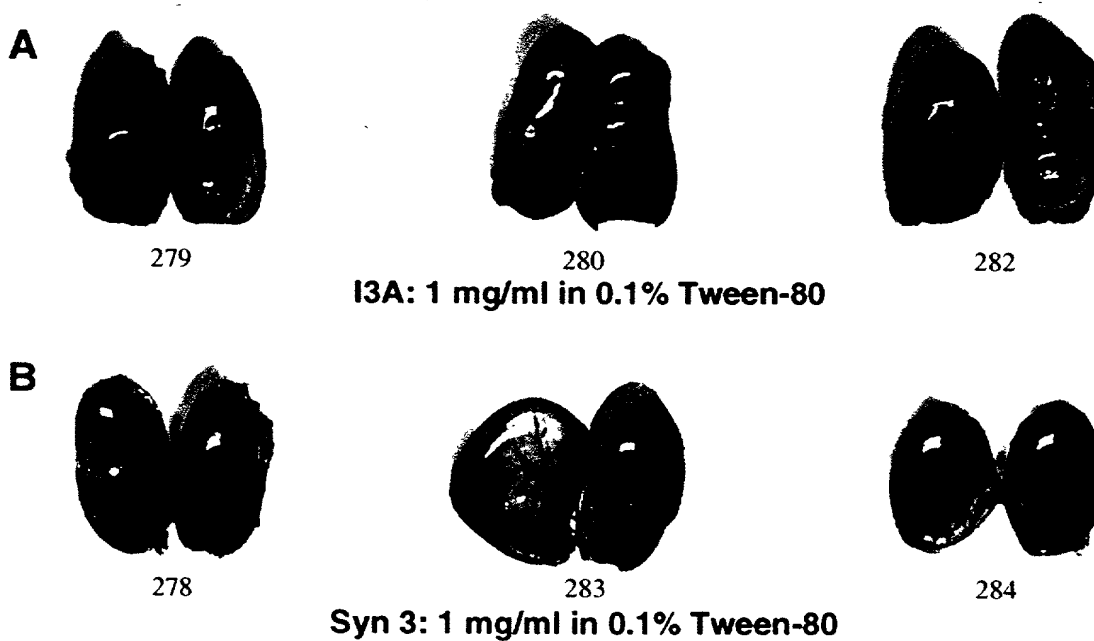 A
279 280 282
I3A: 1 mg/ml in 0.1% Tween-80
B
278 283 284
Syn 3: 1 mg/ml in 0.1% Tween-80